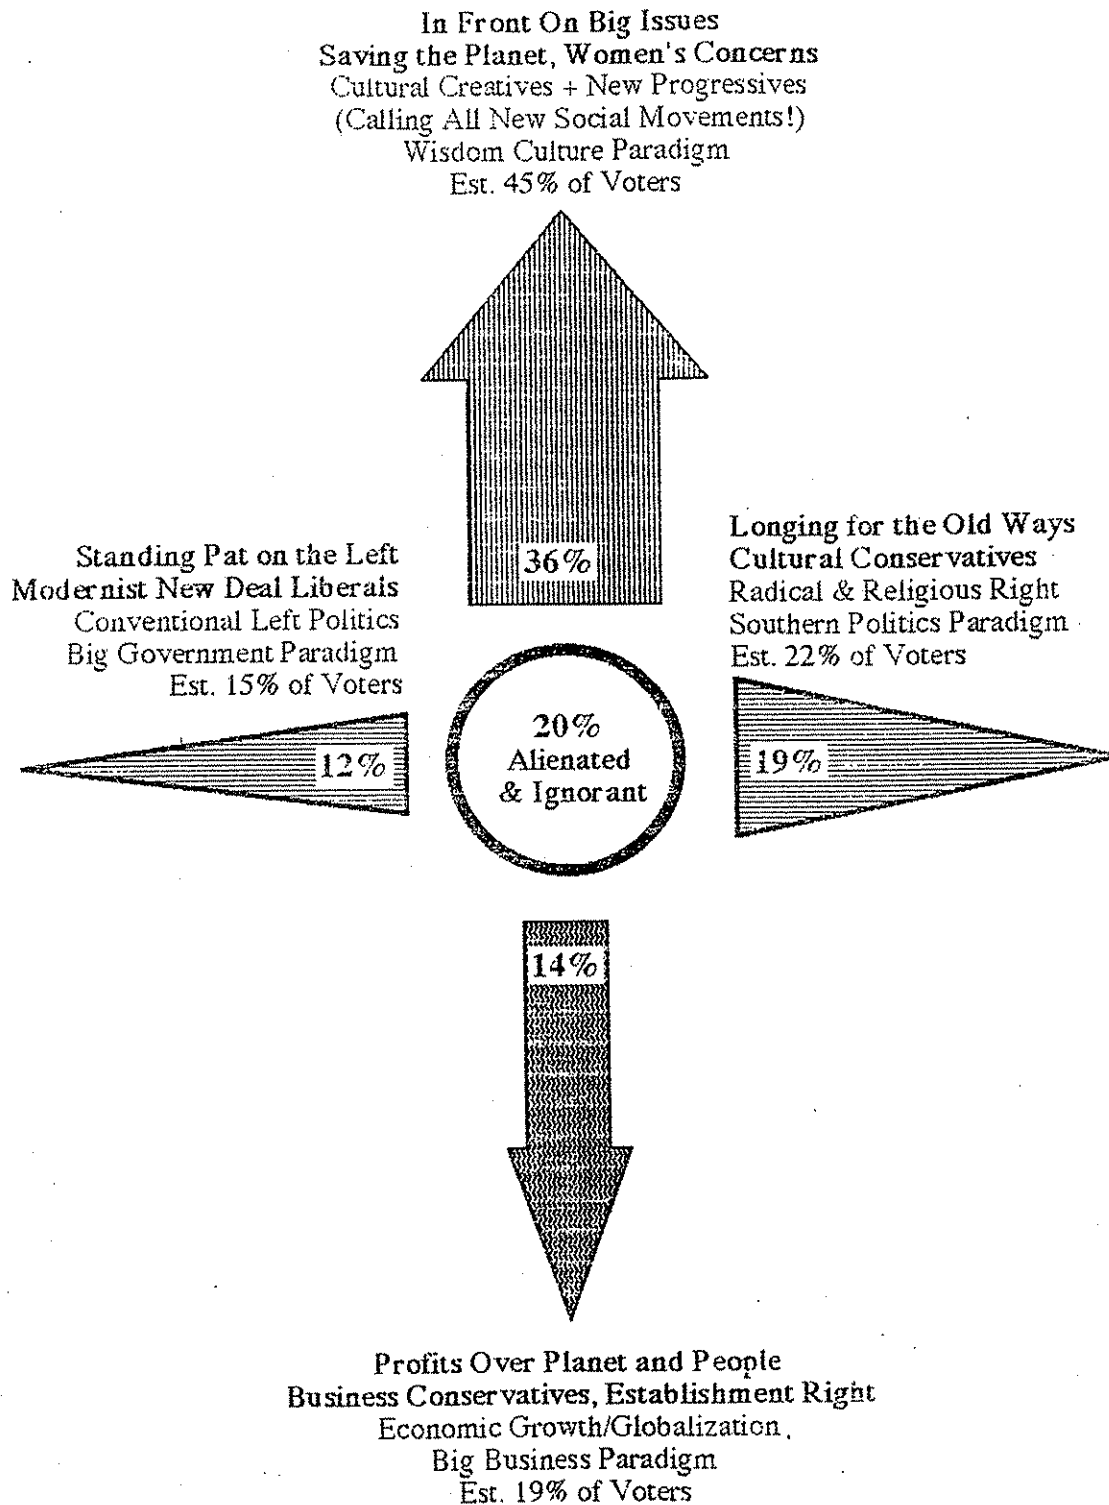 In Front On Big Issues
Saving the Planet, Women's Concerns
Cultural Creatives + New Progressives
(Calling All New Social Movements!)
Wisdom Culture Paradigm
Est. 45% of Voters
36%
Standing Pat on the Left
Modernist New Deal Liberals
Conventional Left Politics
Big Government Paradigm
Est. 15% of Voters
12%
20%
Alienated
& Ignorant
Longing for the Old Ways
Cultural Conservatives
Radical & Religious Right
Southern Politics Paradigm
Est. 22% of Voters
19%
14%
Profits Over Planet and People
Business Conservatives, Establishment Right
Economic Growth/Globalization
Big Business Paradigm
Est. 19% of Voters